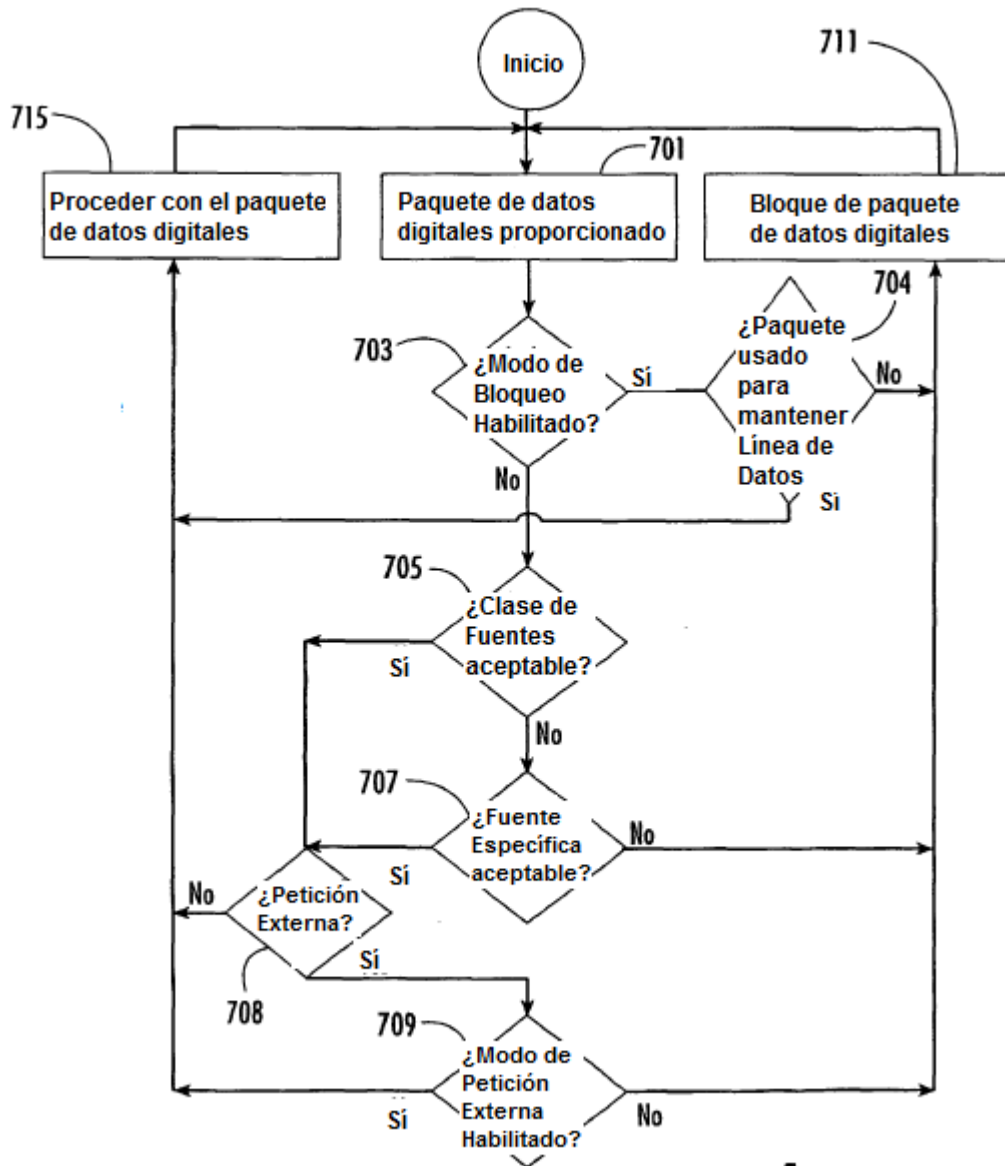 Inicio
711
715
701
Proceder con el paquete
de datos digitales
Paquete de datos
digitales proporcionado
Bloque de paquete
de datos digitales
704
703
¿Modo de
Bloqueo
Habilitado?
Sí
¿Paquete
usado
para
mantener
Línea de
Datos
No
Sí
No
705
¿Clase de
Fuentes
aceptable?
Sí
No
707
¿Fuente
Específica
aceptable?
No
Sí
No
¿Petición
Externa?
Sí
708
709
¿Modo de
Petición
Externa
Habilitado?
Sí
No